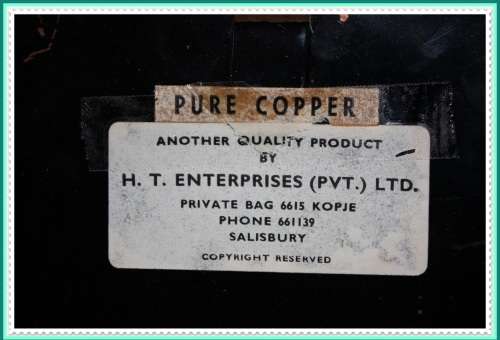 PURE COPPER
ANOTHER QUALITY PRODUCT
BY
H. T. ENTERPRISES (PVT.) LTD.
PRIVATE BAG 6615 KOPJE
PHONE 661139
SALISBURY
COPYRIGHT RESERVED